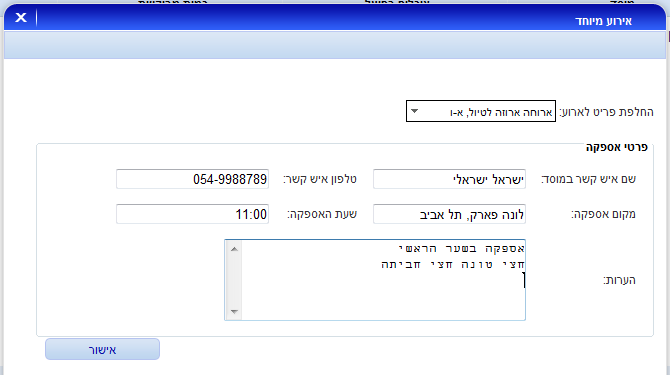 אירוע מיוחד
החלפת פריט לארוע: ארוחה ארוזה לטיול, א-ו
פרטי אספקה
שם איש קשר במוסד: ישראל ישראלי טלפון איש קשר: 054-9988789
מקום אספקה: לונה פארק, תל אביב שעת האספקה: 11:00
הערות: אספקה בשער הראשי
חצי טונה חצי חביתה
אישור